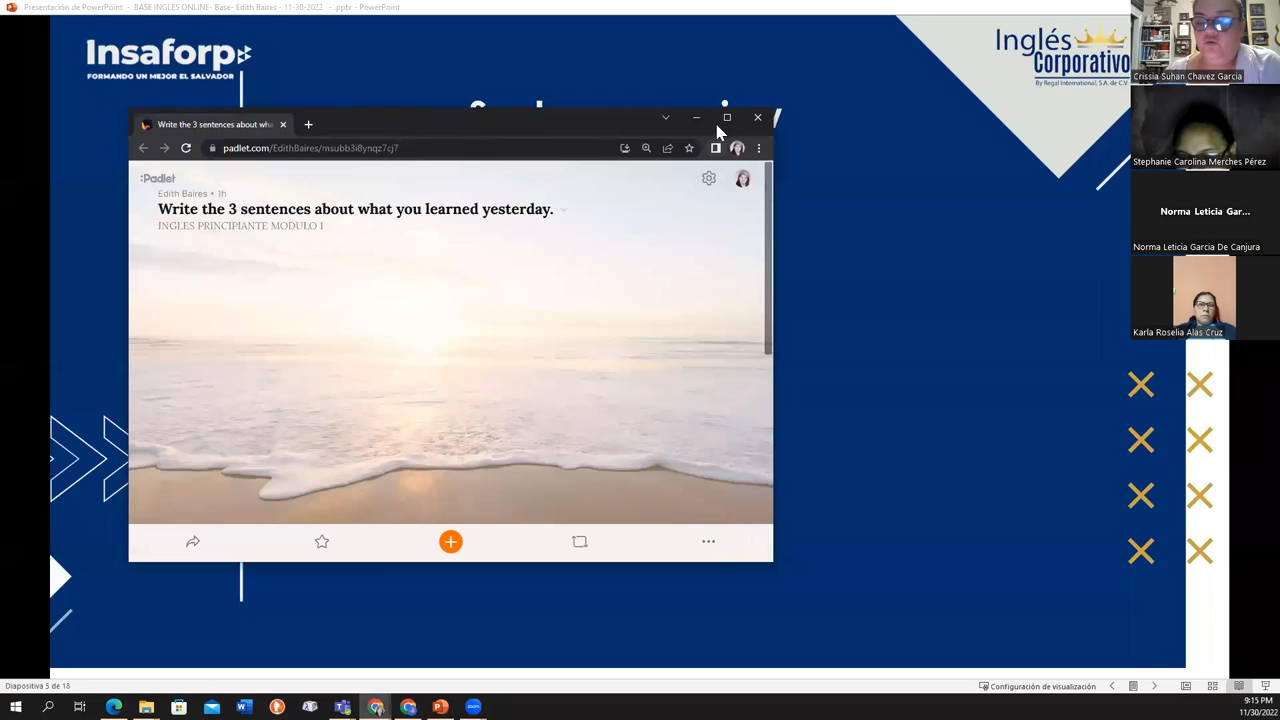 Presentación de PowerPoint - BASE INGLES ONLINE- Base- Edith Baires - 11-30-2022 - .pptx - PowerPoint
Insaforp
FORMANDO UN MEJOR EL SALVADOR
Inglés
Corporativo
By Regal International, S.A. de C.V.
Crissia Suhan Chavez Garcia
Stephanie Carolina Merches Pérez
Norma Leticia Gar...
Norma Leticia García De Canjura
Karla Roselia Alas Cruz
Write the 3 sentences about wha
padlet.com/EdithBaires/msubb3i8ynqz7cj7
:Padlet
Edith Baires • 1h
Write the 3 sentences about what you learned yesterday.
INGLES PRINCIPIANTE MODULO 1
Diapositiva 5 de 18
Configuración de visualización
9:15 PM
11/30/2022